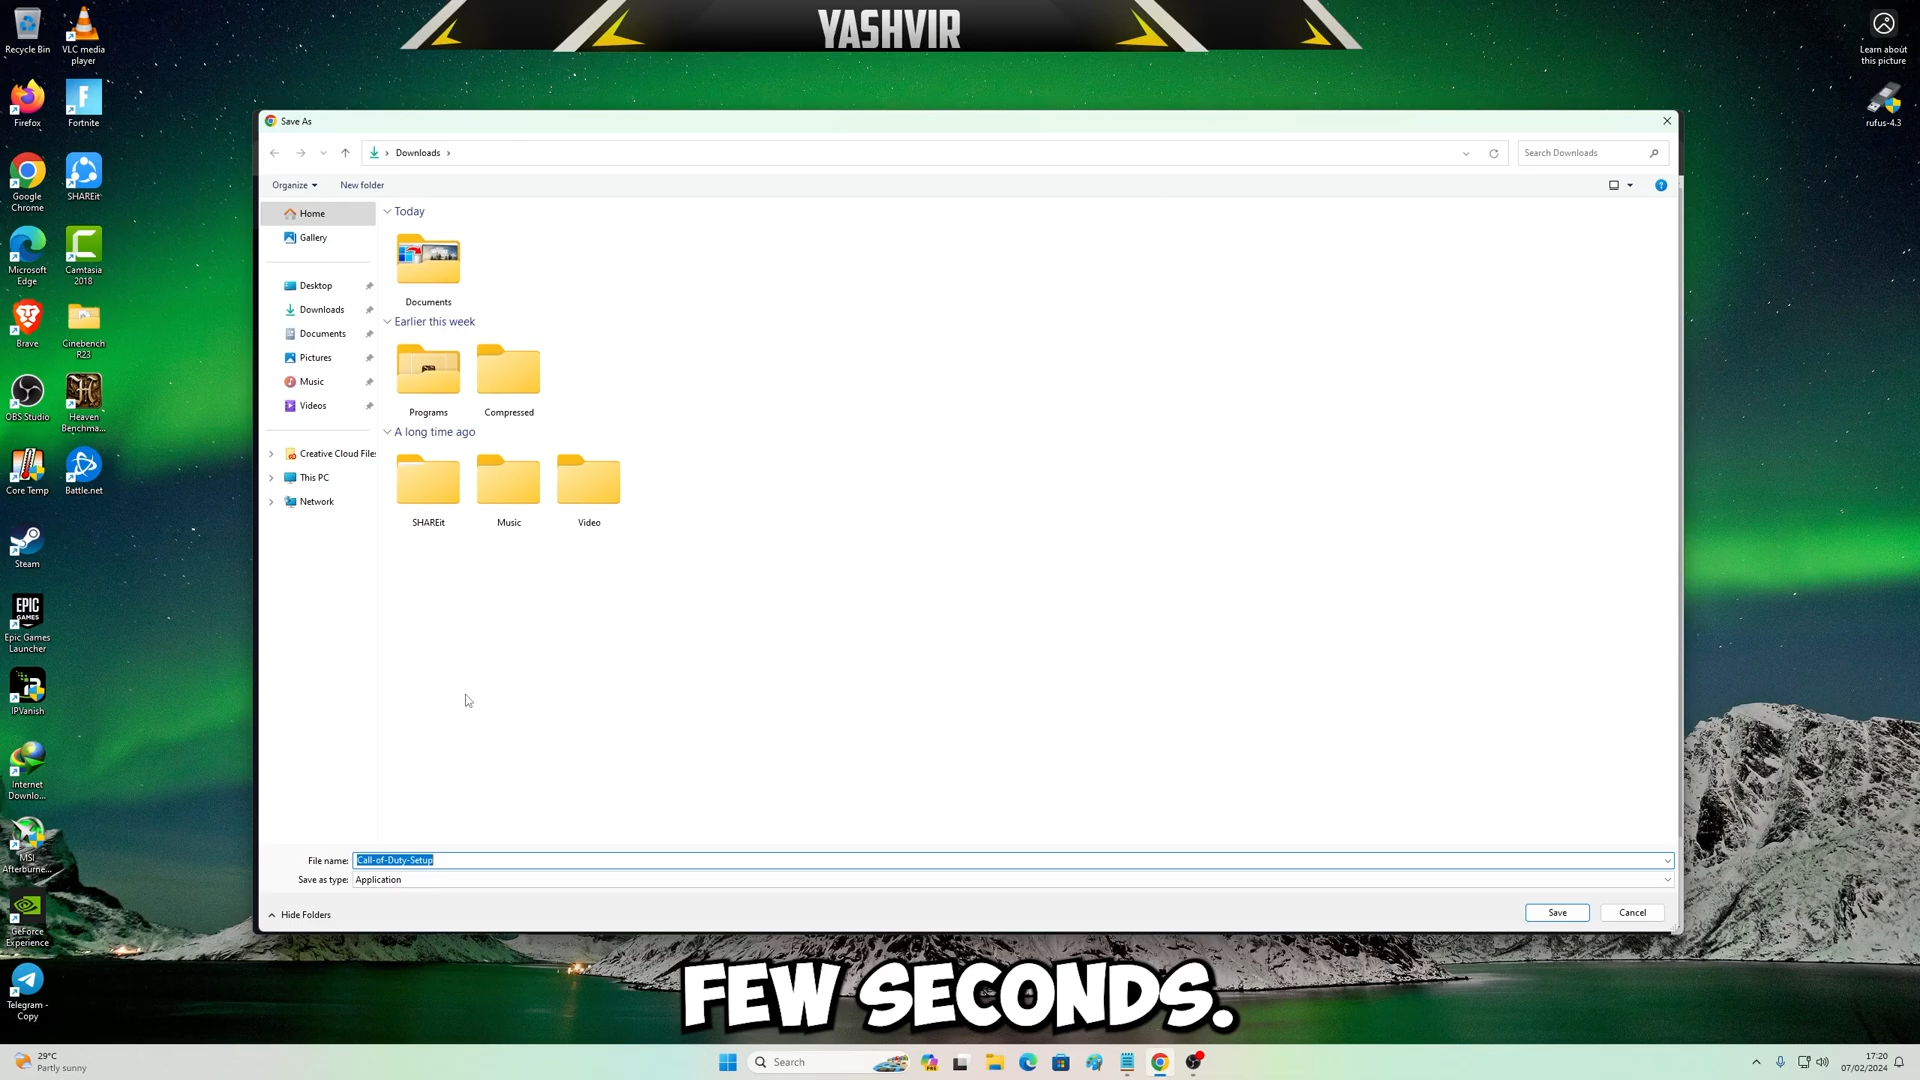 YASHVIR
Recycle Bin
VLC media player
Firefox
Fortnite
Google Chrome
SHAREit
Microsoft Edge
Camtasia 2018
Brave
Cinebench R23
OBS Studio
Heaven Benchma...
Core Temp
Battle.net
Steam
EPIC GAMES
Epic Games Launcher
IPVanish
Internet Downlo...
MSI Afterburne...
GeForce Experience
Telegram - Copy
Learn about this picture
rufus-4.3
Save As
Downloads
Search Downloads
Organize
New folder
Home
Gallery
Desktop
Downloads
Documents
Pictures
Music
Videos
Creative Cloud Files
This PC
Network
Today
Documents
Earlier this week
Programs
Compressed
A long time ago
SHAREit
Music
Video
File name: Call-of-Duty-Setup
Save as type: Application
Hide Folders
Save
Cancel
FEW SECONDS.
29°C
Partly sunny
Search
PRE
17:20
07/02/2024